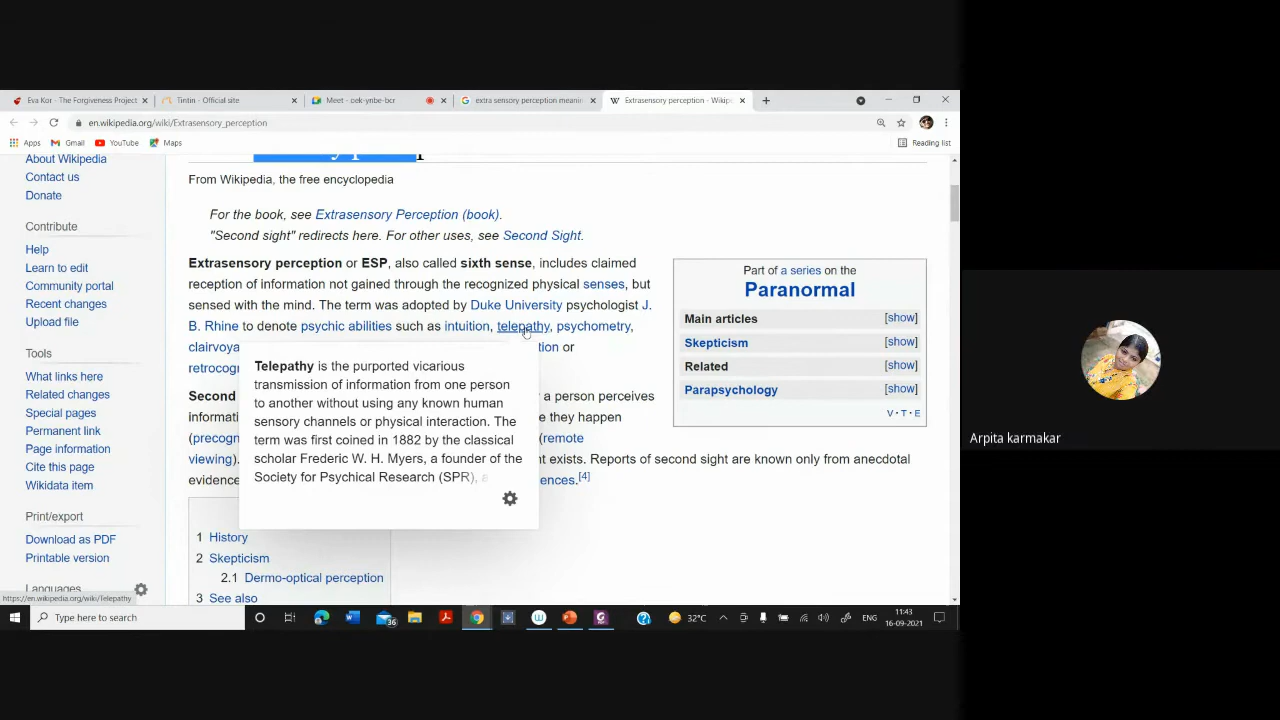 Eva Kor - The Forgiveness Project
Tintin - Official site
Meet - oek-ynbe-bcr
extra sensory perception meanin
Extrasensory perception - Wikipe
en.wikipedia.org/wiki/Extrasensory_perception
Apps
Gmail
YouTube
Maps
Reading list
About Wikipedia
Contact us
Donate
Contribute
Help
Learn to edit
Community portal
Recent changes
Upload file
Tools
What links here
Related changes
Special pages
Permanent link
Page information
Cite this page
Wikidata item
Print/export
Download as PDF
Printable version
Languages
https://en.wikipedia.org/wiki/Telepathy
From Wikipedia, the free encyclopedia
For the book, see Extrasensory Perception (book).
"Second sight" redirects here. For other uses, see Second Sight.
Extrasensory perception or ESP, also called sixth sense, includes claimed
reception of information not gained through the recognized physical senses, but
sensed with the mind. The term was adopted by Duke University psychologist J.
B. Rhine to denote psychic abilities such as intuition, telepathy, psychometry,
clairvoya tion or
retrocog
Second a person perceives
informati e they happen
(precogn (remote
viewing). t exists. Reports of second sight are known only from anecdotal
evidence ences.[4]
Telepathy is the purported vicarious
transmission of information from one person
to another without using any known human
sensory channels or physical interaction. The
term was first coined in 1882 by the classical
scholar Frederic W. H. Myers, a founder of the
Society for Psychical Research (SPR), a
1 History
2 Skepticism
2.1 Dermo-optical perception
3 See also
Part of a series on the
Paranormal
Main articles [show]
Skepticism [show]
Related [show]
Parapsychology [show]
V · T · E
Type here to search
36
32°C
ENG
11:43
16-09-2021
Arpita karmakar